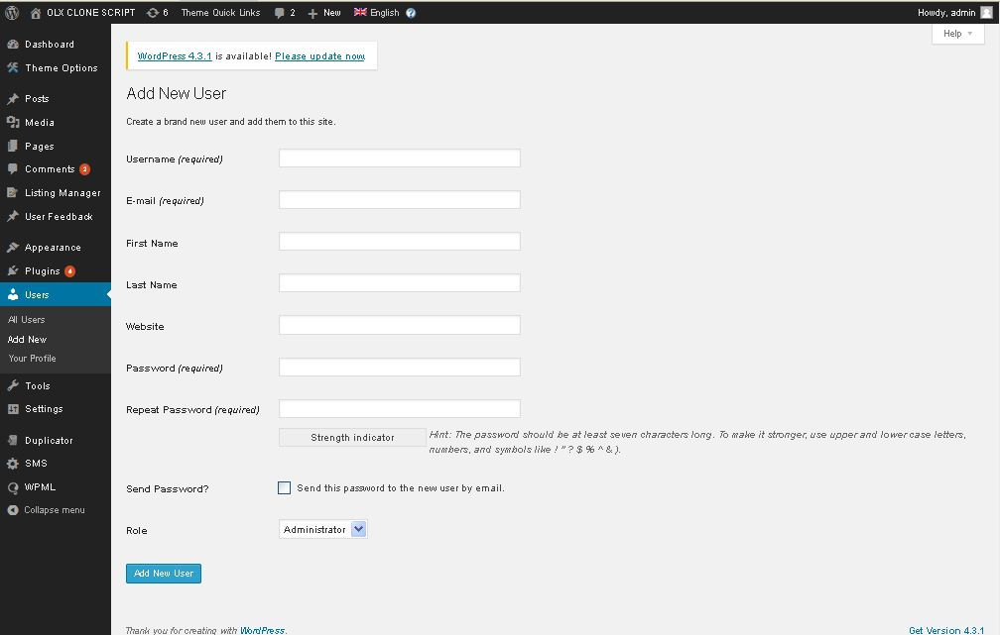 OLX CLONE SCRIPT 6 Theme Quick Links 2 New English ? Howdy, admin
Help
Dashboard
Theme Options
Posts
Media
Pages
Comments 2
Listing Manager
User Feedback
Appearance
Plugins 4
Users
All Users
Add New
Your Profile
Tools
Settings
Duplicator
SMS
WPML
Collapse menu
WordPress 4.3.1 is available! Please update now.
Add New User
Create a brand new user and add them to this site.
Username (required)
E-mail (required)
First Name
Last Name
Website
Password (required)
Repeat Password (required)
Strength indicator
Hint: The password should be at least seven characters long. To make it stronger, use upper and lower case letters,
numbers, and symbols like ! " ? $ % ^ & ).
Send Password?
Send this password to the new user by email.
Role
Administrator
Add New User
Thank you for creating with WordPress.
Get Version 4.3.1